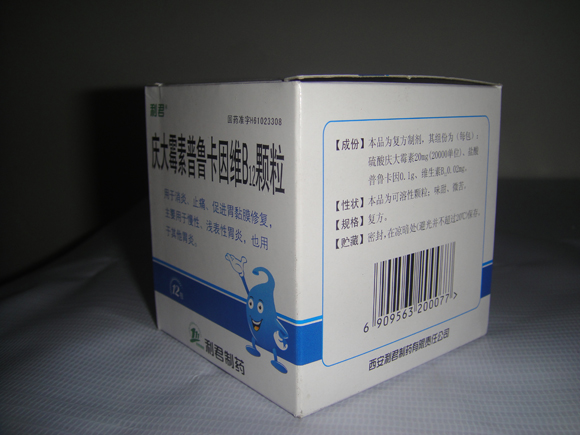 利君
国药准字H61023308
庆大霉素普鲁卡因维B12颗粒
用于消炎、止痛、促进胃黏膜修复,
主要用于慢性、浅表性胃炎,也用
于其他胃炎。
12
利君制药
【成份】本品为复方制剂,其组份为(每包):
硫酸庆大霉素20mg(20000单位)、盐酸
普鲁卡因0.1g、维生素B₁₂0.02mg。
【性状】本品为可溶性颗粒;味甜、微苦。
【规格】复方。
【贮藏】密封,在凉暗处(避光并不超过20℃)保存。
6 909563 200077 >
西安利君制药有限责任公司